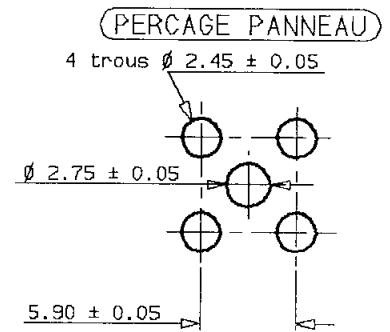 PERCAGE PANNEAU
4 trous Ø 2.45 ± 0.05
Ø 2.75 ± 0.05
5.90 ± 0.05